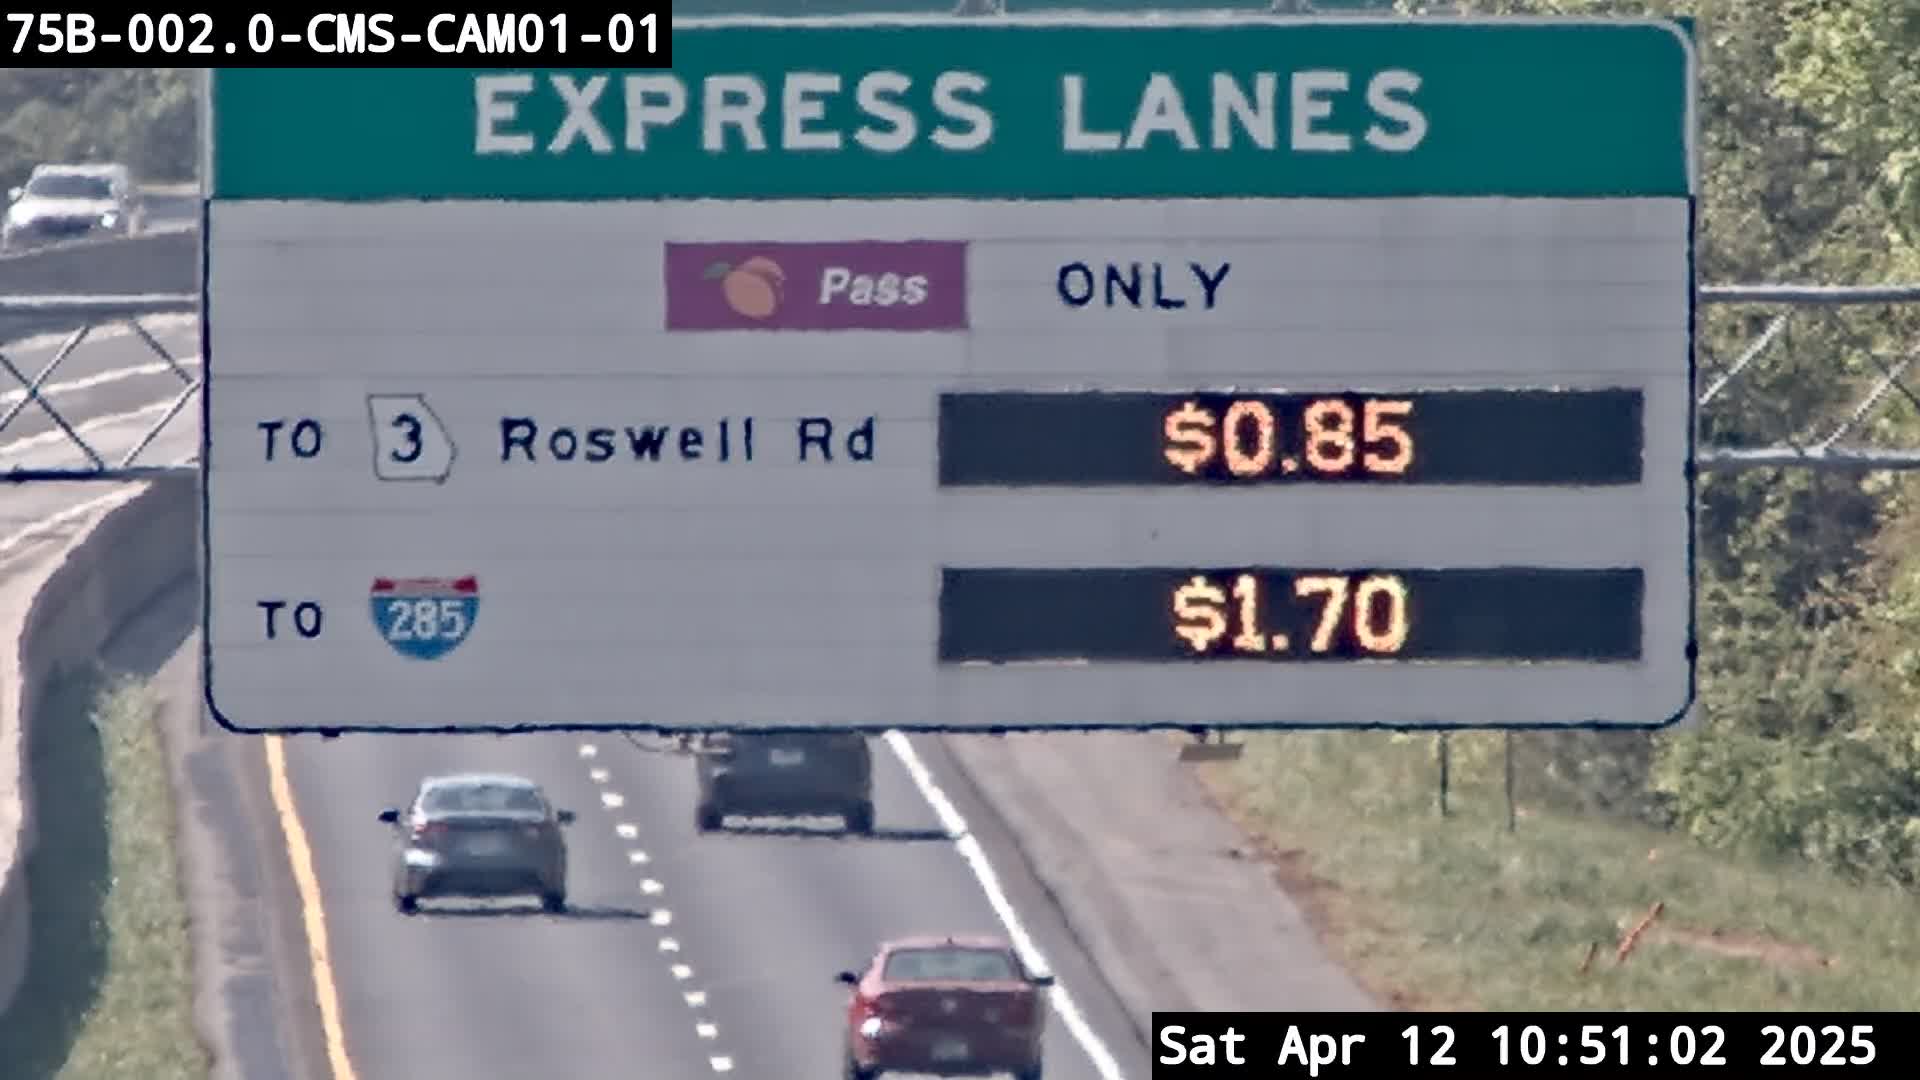 75B-002.0-CMS-CAM01-01
EXPRESS LANES
Pass ONLY
TO 3 Roswell Rd $0.85
TO 285 $1.70
Sat Apr 12 10:51:02 2025